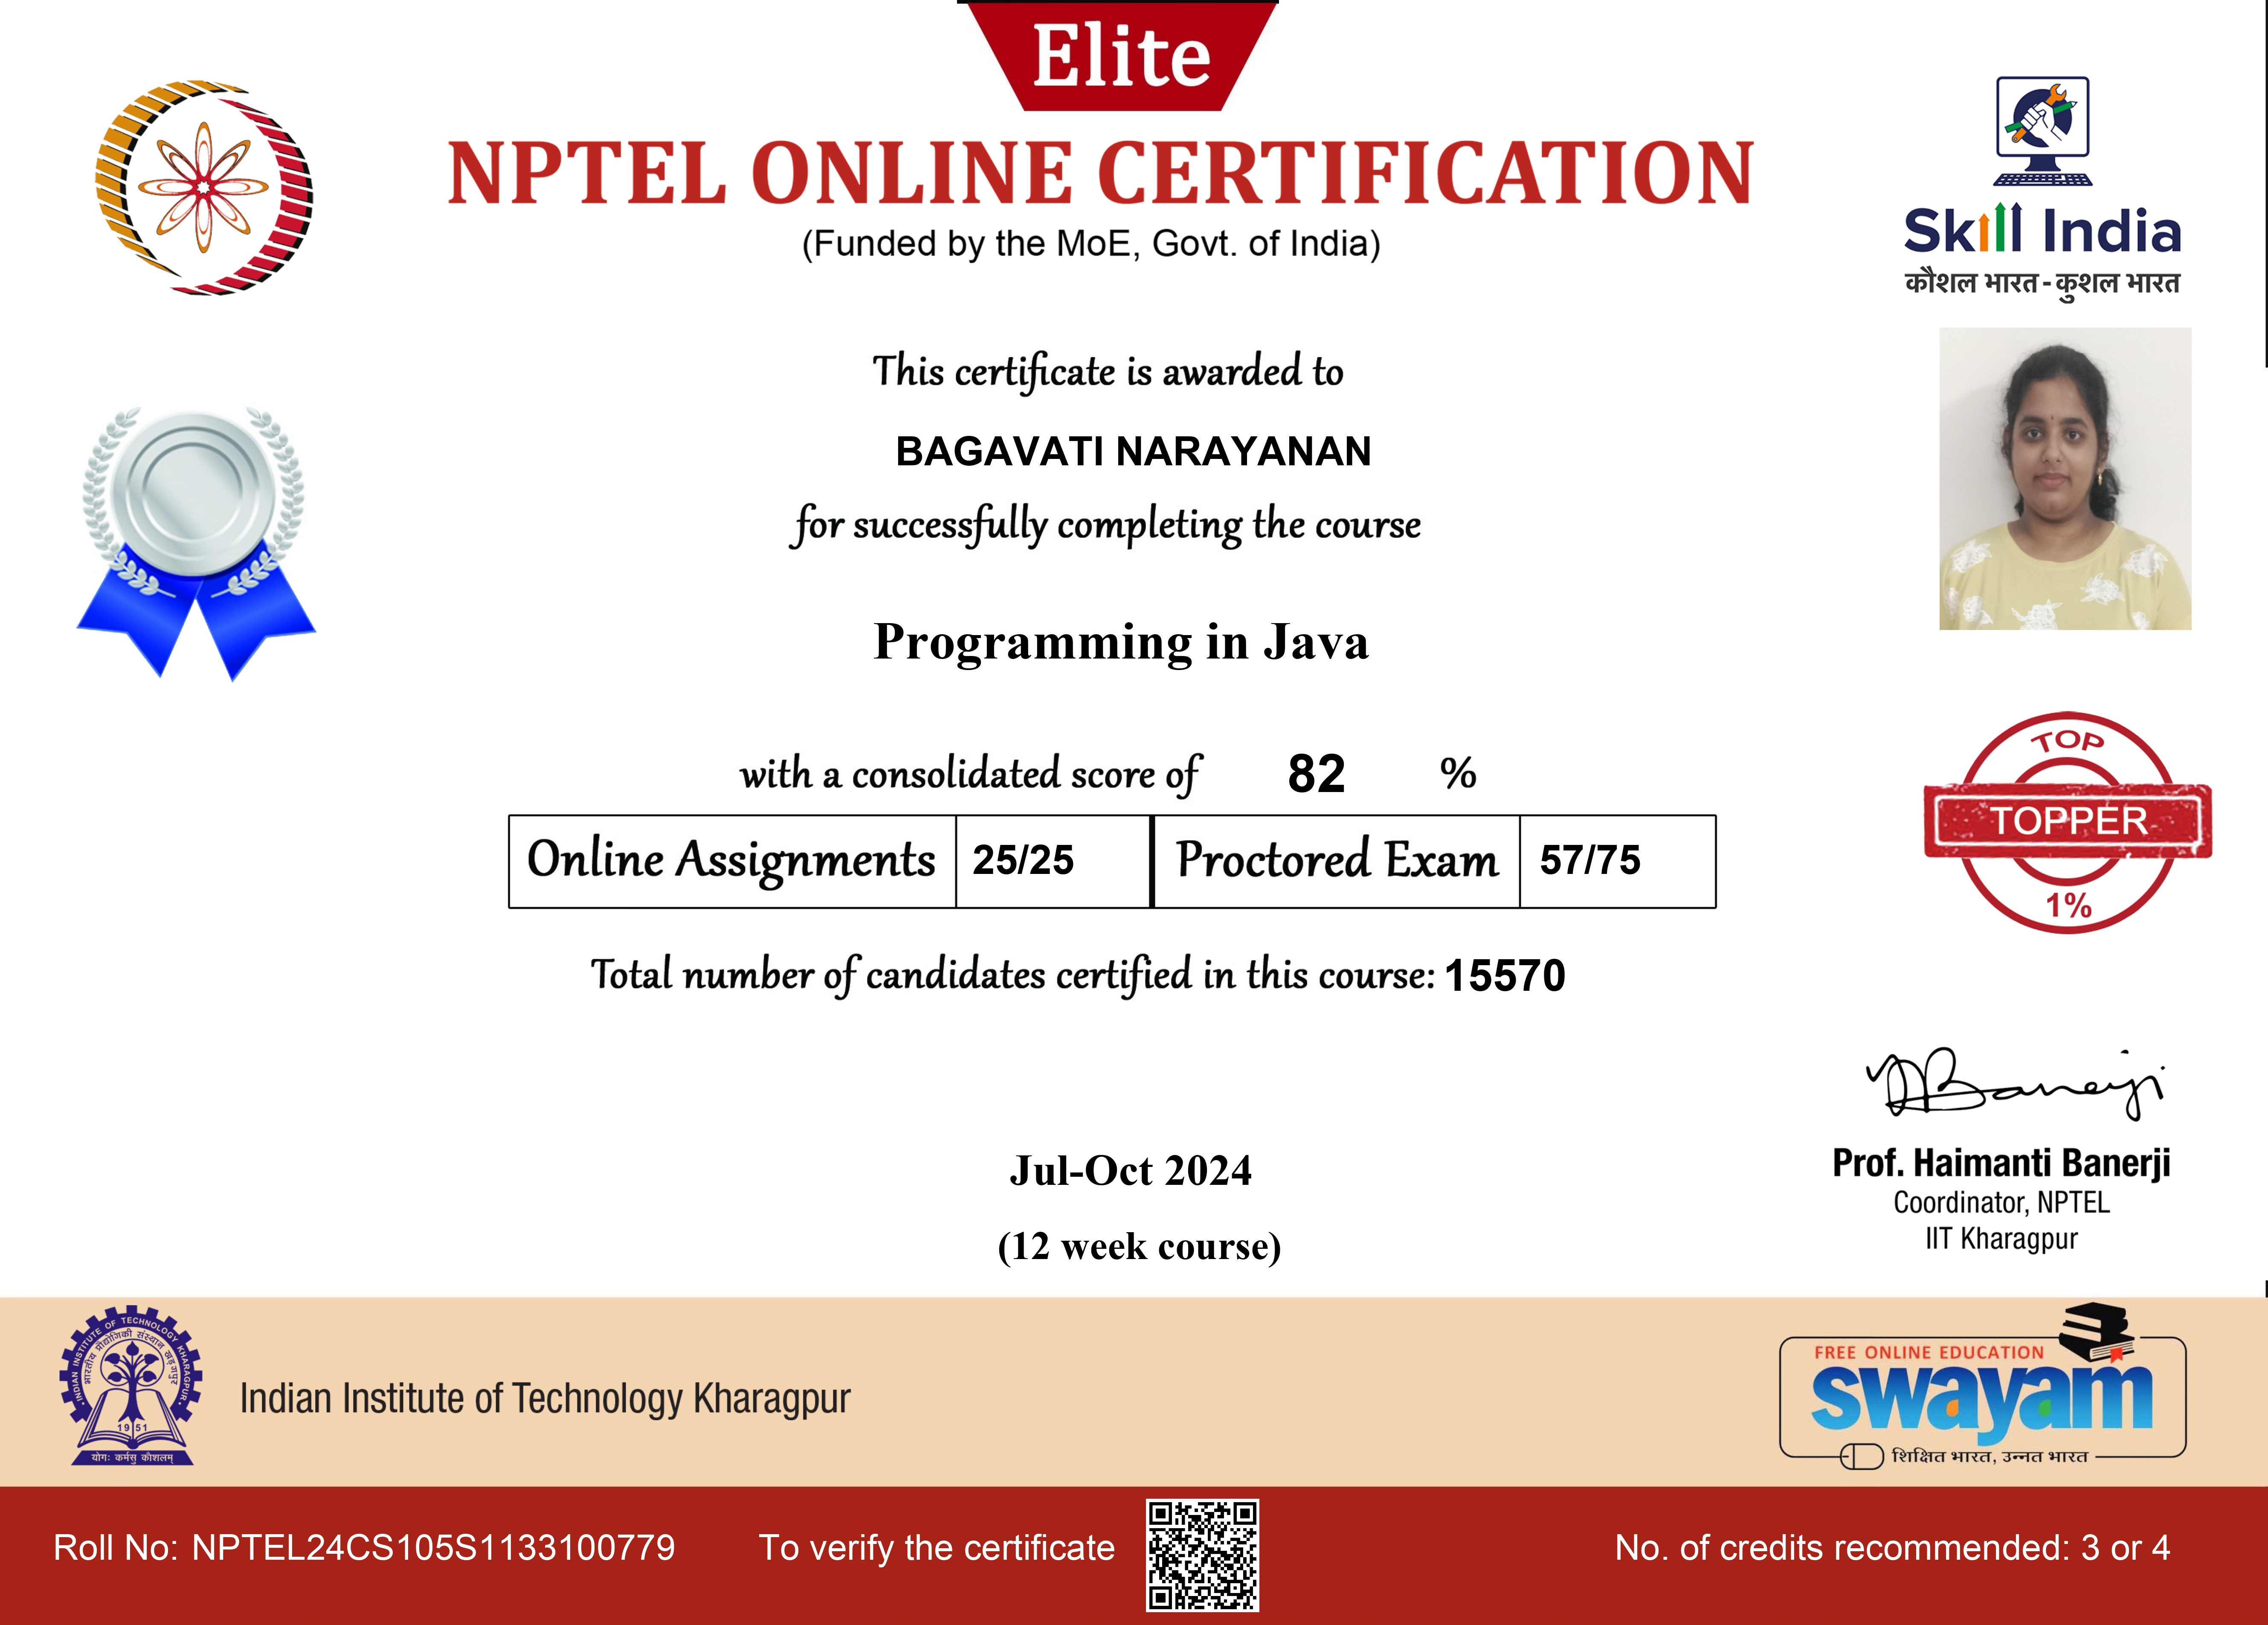 Elite
NPTEL ONLINE CERTIFICATION
(Funded by the MoE, Govt. of India)
Skill India
कौशल भारत - कुशल भारत
This certificate is awarded to
BAGAVATI NARAYANAN
for successfully completing the course
Programming in Java
with a consolidated score of 82 %
Online Assignments 25/25 Proctored Exam 57/75
TOP
TOPPER
1%
Total number of candidates certified in this course: 15570
Prof. Haimanti Banerji
Coordinator, NPTEL
IIT Kharagpur
Jul-Oct 2024
(12 week course)
INDIAN INSTITUTE OF TECHNOLOGY KHARAGPUR
भारतीय प्रौद्योगिकी संस्थान खड़गपुर
1951
योगः कर्मसु कौशलम्
Indian Institute of Technology Kharagpur
FREE ONLINE EDUCATION
swayam
शिक्षित भारत, उन्नत भारत
Roll No: NPTEL24CS105S1133100779
To verify the certificate
No. of credits recommended: 3 or 4